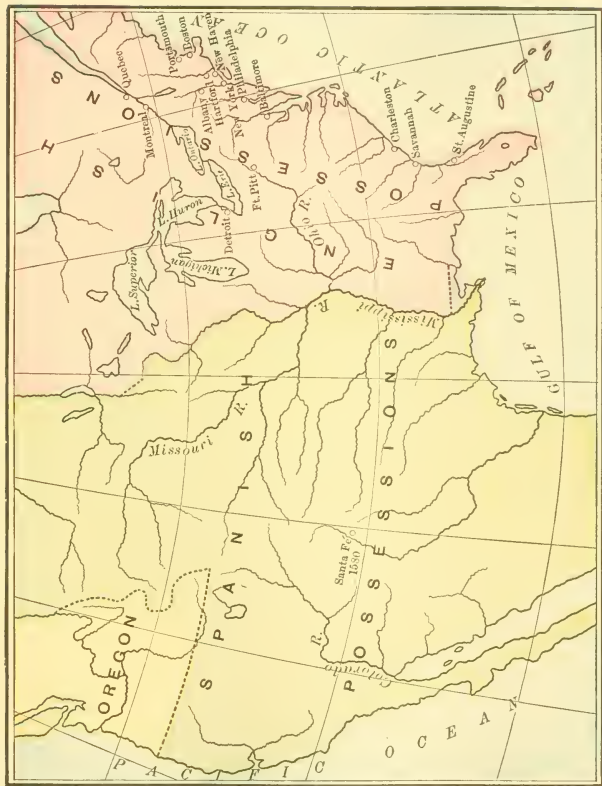 Quebec
Montreal
Portsmouth
Boston
Albany
Hartford
New Haven
New York
Philadelphia
Baltimore
L. Ontario
L. Erie
L. Huron
L. Michigan
L. Superior
Detroit
Ft. Pitt
Ohio R.
Charleston
Savannah
St. Augustine
ATLANTIC OCEAN
ENGLISH POSSESSIONS
GULF OF MEXICO
Mississippi R.
Missouri R.
SPANISH POSSESSIONS
Santa Fé
1580
Colorado R.
OREGON
PACIFIC OCEAN